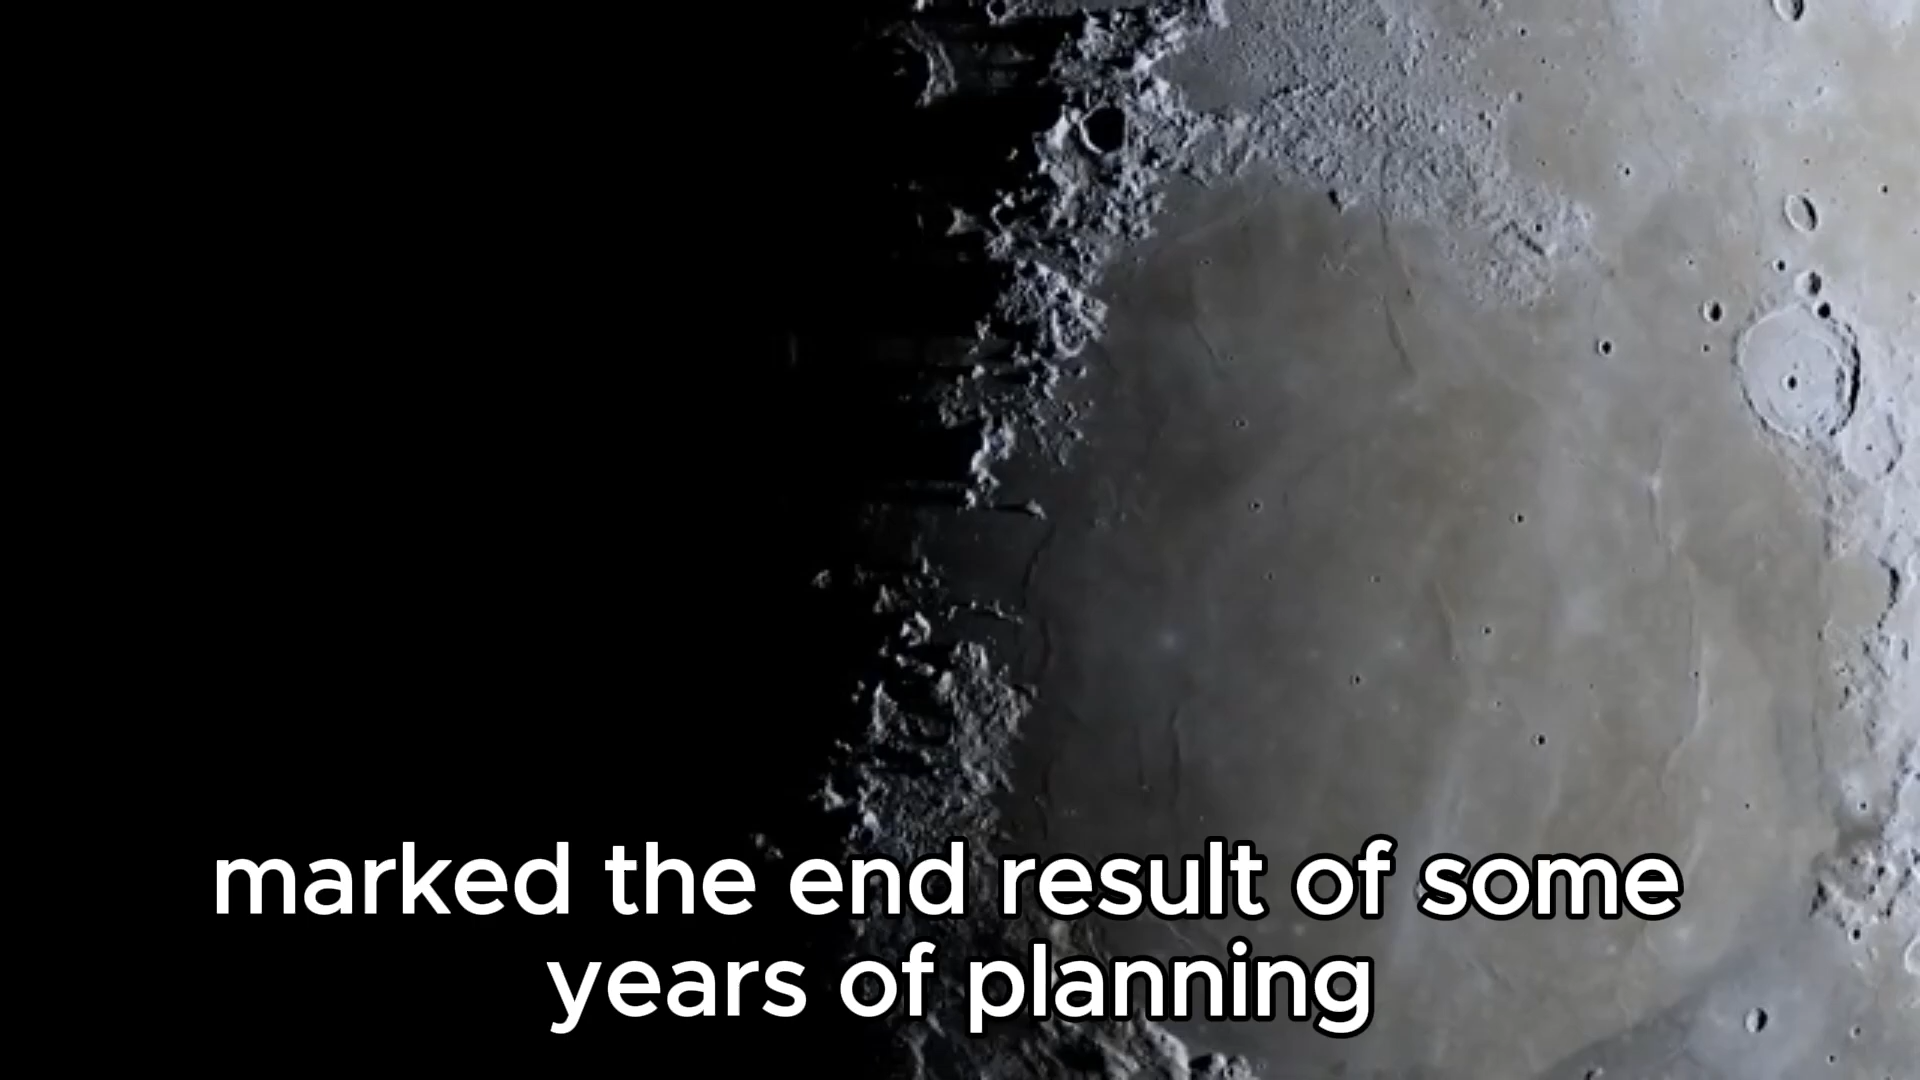 marked the end result of some
years of planning